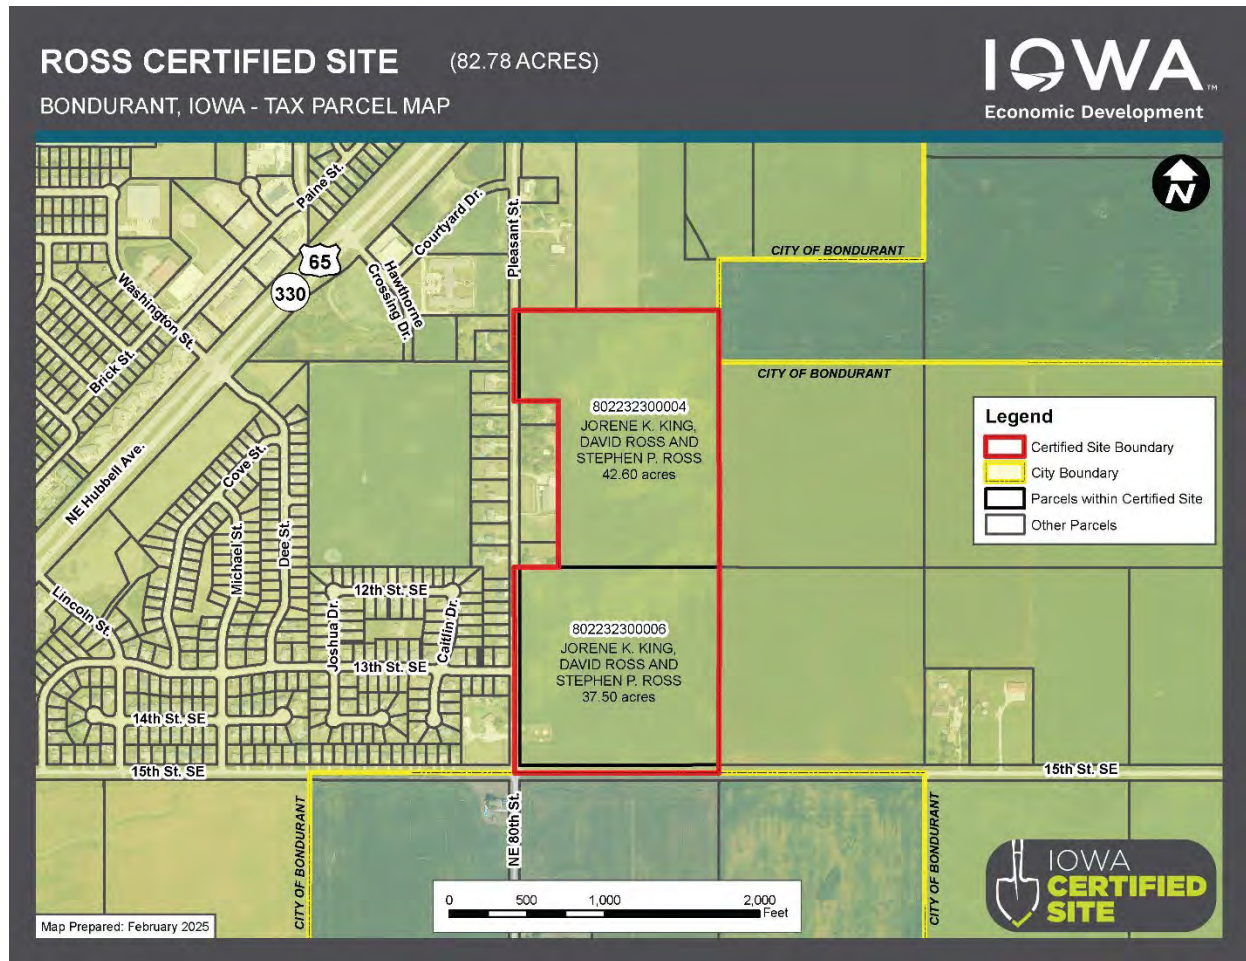 ROSS CERTIFIED SITE (82.78 ACRES)
BONDURANT, IOWA - TAX PARCEL MAP
IOWA™
Economic Development
N
Paine St.
Courtyard Dr.
Pleasant St.
CITY OF BONDURANT
65
330
Hawthorne
Crossing Dr.
Washington St.
Brick St.
CITY OF BONDURANT
NE Hubbell Ave.
Cove St.
Michael St.
Dee St.
802232300004
JORENE K. KING,
DAVID ROSS AND
STEPHEN P. ROSS
42.60 acres
Legend
Certified Site Boundary
City Boundary
Parcels within Certified Site
Other Parcels
Lincoln St.
12th St. SE
Joshua Dr.
Caitlin Dr.
13th St. SE
14th St. SE
15th St. SE
802232300006
JORENE K. KING,
DAVID ROSS AND
STEPHEN P. ROSS
37.50 acres
15th St. SE
CITY OF BONDURANT
NE 80th St.
CITY OF BONDURANT
0 500 1,000 2,000
Feet
IOWA
CERTIFIED
SITE
Map Prepared: February 2025